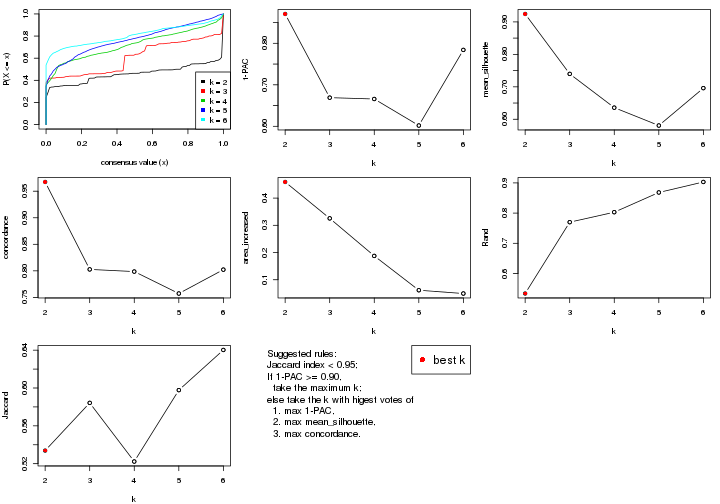 P(X <= x)
0.0 0.2 0.4 0.6 0.8 1.0
k = 2
k = 3
k = 4
k = 5
k = 6
0.0 0.2 0.4 0.6 0.8 1.0
consensus value (x)
1-PAC
0.60 0.70 0.80
2 3 4 5 6
k
mean_silhouette
0.60 0.70 0.80 0.90
2 3 4 5 6
k
concordance
0.75 0.80 0.85 0.90 0.95
2 3 4 5 6
k
area_increased
0.1 0.2 0.3 0.4
2 3 4 5 6
k
Rand
0.6 0.7 0.8 0.9
2 3 4 5 6
k
Jaccard
0.52 0.56 0.60 0.64
2 3 4 5 6
k
Suggested rules:
Jaccard index < 0.95;
If 1-PAC >= 0.90,
take the maximum k;
else take the k with higest votes of
1. max 1-PAC,
2. max mean_silhouette,
3. max concordance.
best k